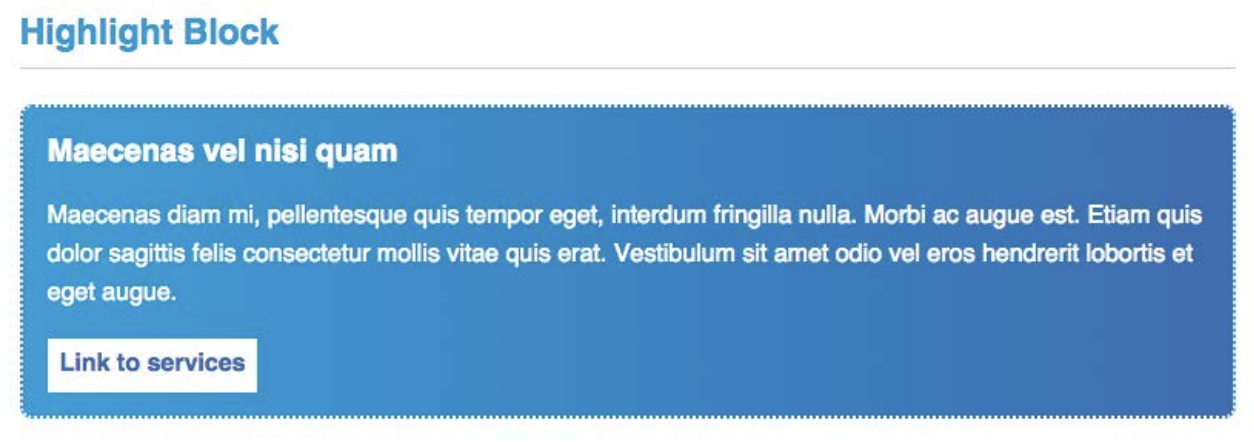 Highlight Block
Maecenas vel nisi quam
Maecenas diam mi, pellentesque quis tempor eget, interdum fringilla nulla. Morbi ac augue est. Etiam quis
dolor sagittis felis consectetur mollis vitae quis erat. Vestibulum sit amet odio vel eros hendrerit lobortis et
eget augue.
Link to services